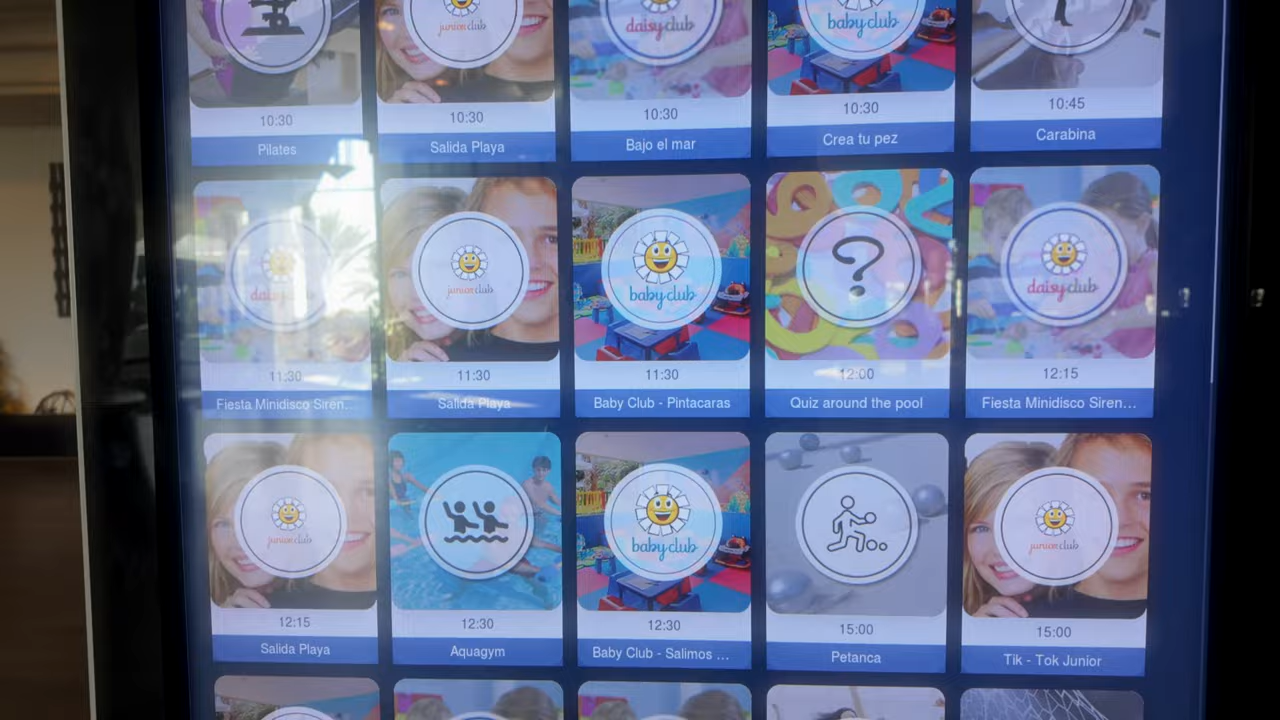 junior club
daisy club
baby club
10:30
10:30
10:30
10:30
10:45
Pilates
Salida Playa
Bajo el mar
Crea tu pez
Carabina
daisy
junior club
baby club
?
daisy club
11:30
11:30
11:30
12:00
12:15
Fiesta Minidisco Siren...
Salida Playa
Baby Club - Pintacaras
Quiz around the pool
Fiesta Minidisco Siren...
junior club
baby club
junior club
12:15
12:30
12:30
15:00
15:00
Salida Playa
Aquagym
Baby Club - Salimos ...
Petanca
Tik - Tok Junior